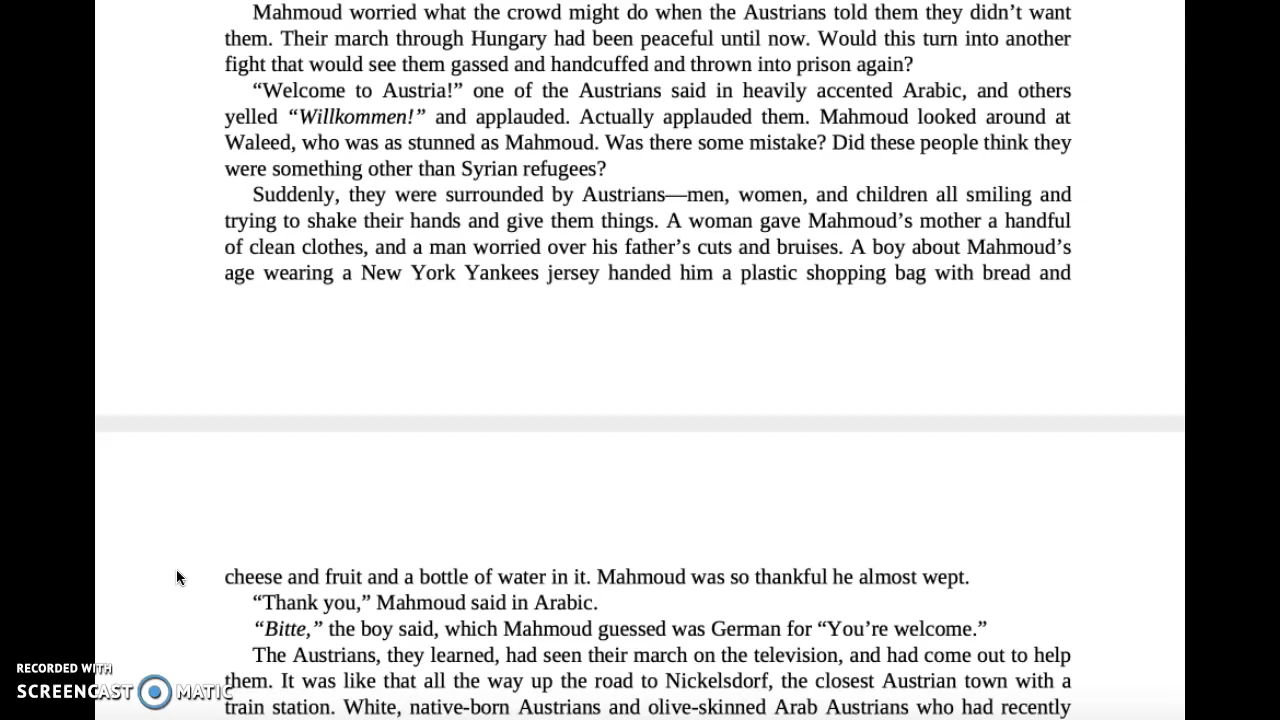 Mahmoud worried what the crowd might do when the Austrians told them they didn’t want
them. Their march through Hungary had been peaceful until now. Would this turn into another
fight that would see them gassed and handcuffed and thrown into prison again?
“Welcome to Austria!” one of the Austrians said in heavily accented Arabic, and others
yelled “Willkommen!” and applauded. Actually applauded them. Mahmoud looked around at
Waleed, who was as stunned as Mahmoud. Was there some mistake? Did these people think they
were something other than Syrian refugees?
Suddenly, they were surrounded by Austrians—men, women, and children all smiling and
trying to shake their hands and give them things. A woman gave Mahmoud’s mother a handful
of clean clothes, and a man worried over his father’s cuts and bruises. A boy about Mahmoud’s
age wearing a New York Yankees jersey handed him a plastic shopping bag with bread and
cheese and fruit and a bottle of water in it. Mahmoud was so thankful he almost wept.
“Thank you,” Mahmoud said in Arabic.
“Bitte,” the boy said, which Mahmoud guessed was German for “You’re welcome.”
The Austrians, they learned, had seen their march on the television, and had come out to help
them. It was like that all the way up the road to Nickelsdorf, the closest Austrian town with a
train station. White, native-born Austrians and olive-skinned Arab Austrians who had recently
RECORDED WITH
SCREENCAST MATIC